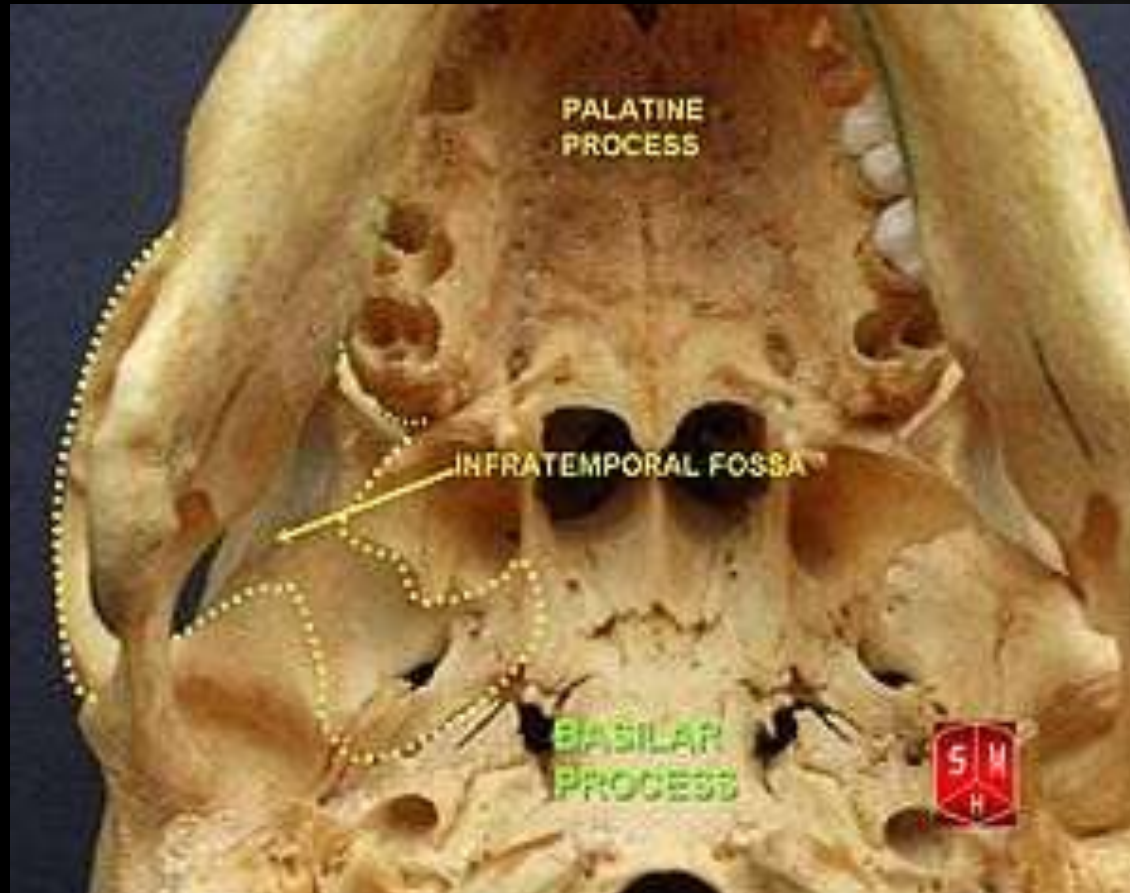 PALATINE
PROCESS
INFRATEMPORAL FOSSA
BASILAR
PROCESS
S M
H